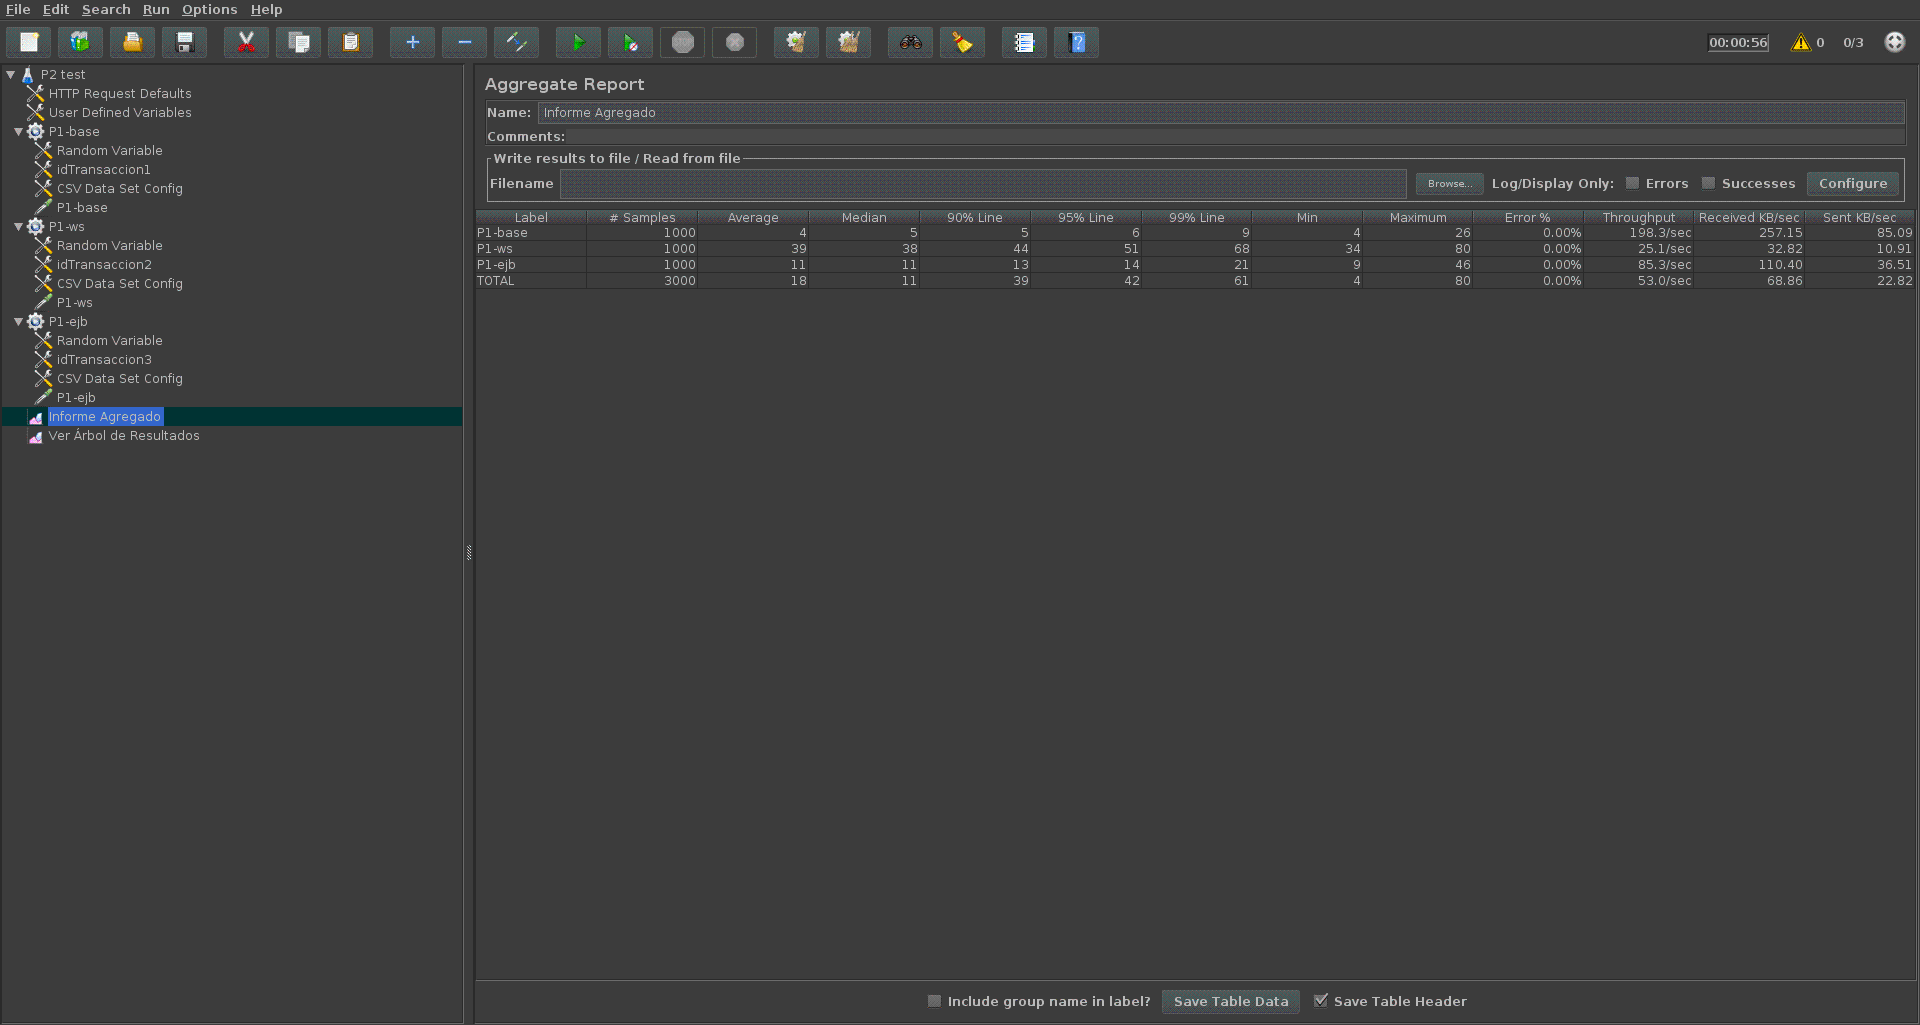 File Edit Search Run Options Help
00:00:56 0 0/3
P2 test
HTTP Request Defaults
User Defined Variables
P1-base
Random Variable
idTransaccion1
CSV Data Set Config
P1-base
P1-ws
Random Variable
idTransaccion2
CSV Data Set Config
P1-ws
P1-ejb
Random Variable
idTransaccion3
CSV Data Set Config
P1-ejb
Informe Agregado
Ver Árbol de Resultados
Aggregate Report
Name: Informe Agregado
Comments:
Write results to file / Read from file
Filename Browse... Log/Display Only: Errors Successes Configure
Label # Samples Average Median 90% Line 95% Line 99% Line Min Maximum Error % Throughput Received KB/sec Sent KB/sec
P1-base 1000 4 5 5 6 9 4 26 0.00% 198.3/sec 257.15 85.09
P1-ws 1000 39 38 44 51 68 34 80 0.00% 25.1/sec 32.82 10.91
P1-ejb 1000 11 11 13 14 21 9 46 0.00% 85.3/sec 110.40 36.51
TOTAL 3000 18 11 39 42 61 4 80 0.00% 53.0/sec 68.86 22.82
Include group name in label? Save Table Data Save Table Header